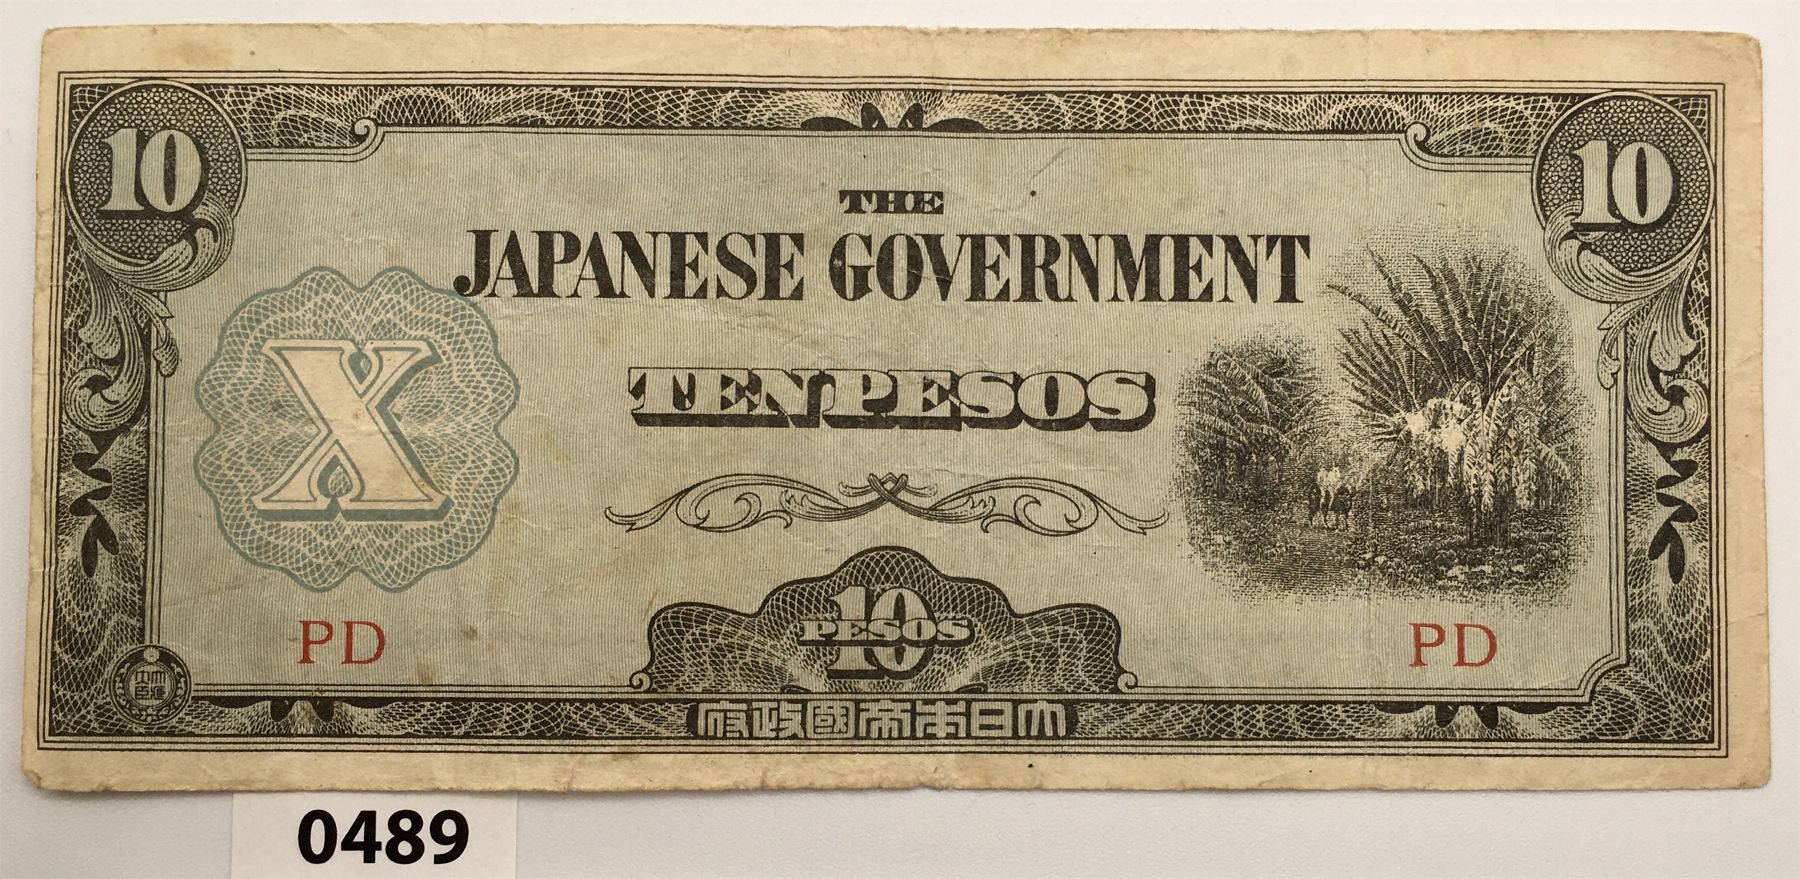 10
10
THE
JAPANESE GOVERNMENT
TEN PESOS
X
10
PESOS
10
PD
PD
府政國帝本日大
0489